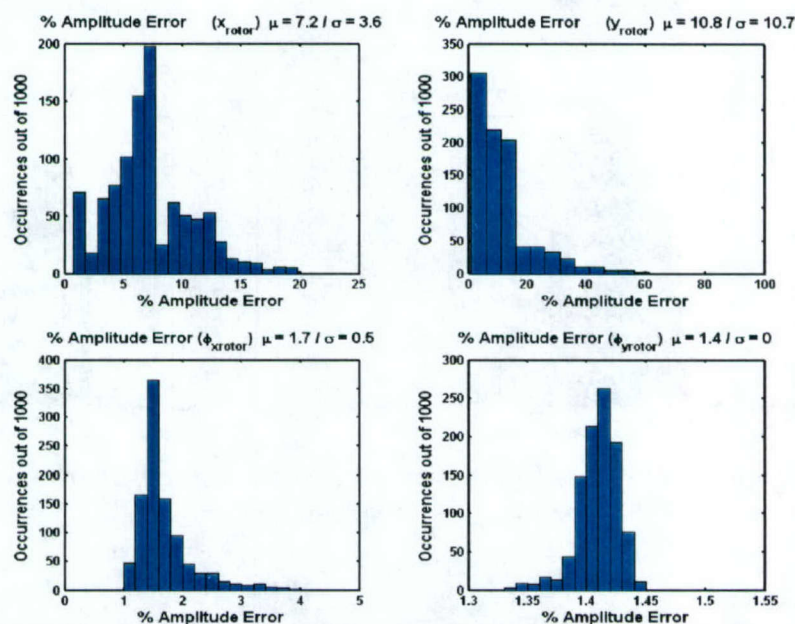 % Amplitude Error (x_rotor) μ = 7.2 / σ = 3.6
200
150
100
50
0
0 5 10 15 20 25
Occurrences out of 1000
% Amplitude Error
% Amplitude Error (y_rotor) μ = 10.8 / σ = 10.7
350
300
250
200
150
100
50
0
0 20 40 60 80 100
Occurrences out of 1000
% Amplitude Error
% Amplitude Error (ϕ_xrotor) μ = 1.7 / σ = 0.5
400
350
300
250
200
150
100
50
0
0 1 2 3 4 5
Occurrences out of 1000
% Amplitude Error
% Amplitude Error (ϕ_yrotor) μ = 1.4 / σ = 0
300
250
200
150
100
50
0
1.3 1.35 1.4 1.45 1.5 1.55
Occurrences out of 1000
% Amplitude Error